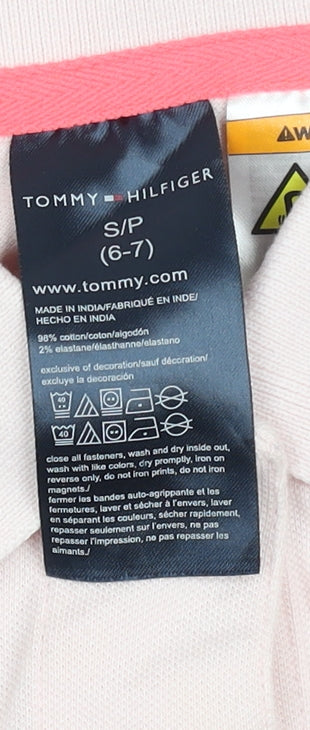 TOMMY HILFIGER
S/P
(6-7)
www.tommy.com
MADE IN INDIA/FABRIQUÉ EN INDE/
HECHO EN INDIA
98% cotton/coton/algodón
2% elastane/élasthanne/elastano
exclusive of decoration/sauf décoration/
excluye la decoración
40
40
close all fasteners, wash and dry inside out,
wash with like colors, dry promptly, iron on
reverse only, do not iron prints, do not iron
magnets./
fermer les bandes auto-agrippante et les
fermetures, laver et sécher à l'envers, laver
en séparant les couleurs, sécher rapidement,
repasser seulement sur l'envers, ne pas
repasser l'impression, ne pas repasser les
aimants./